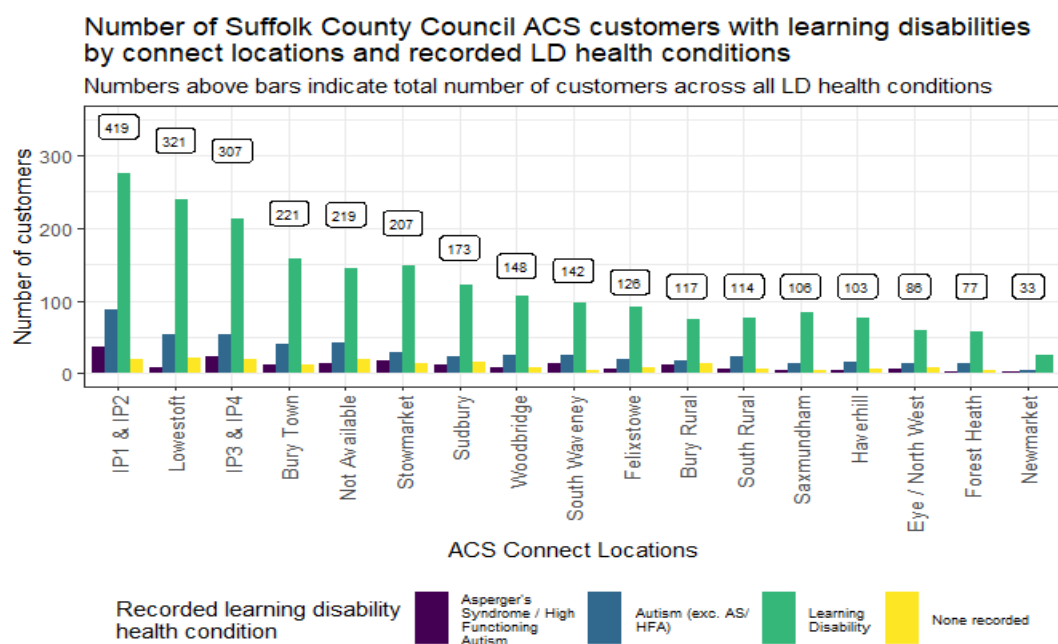 Number of Suffolk County Council ACS customers with learning disabilities
by connect locations and recorded LD health conditions
Numbers above bars indicate total number of customers across all LD health conditions
Number of customers
300
200
100
0
419
321
307
221
219
207
173
148
142
126
117
114
106
103
86
77
33
IP1 & IP2
Lowestoft
IP3 & IP4
Bury Town
Not Available
Stowmarket
Sudbury
Woodbridge
South Waveney
Felixstowe
Bury Rural
South Rural
Saxmundham
Haverhill
Eye / North West
Forest Heath
Newmarket
ACS Connect Locations
Recorded learning disability
health condition
Asperger's
Syndrome / High
Functioning
Autism
Autism (exc. AS/
HFA)
Learning
Disability
None recorded